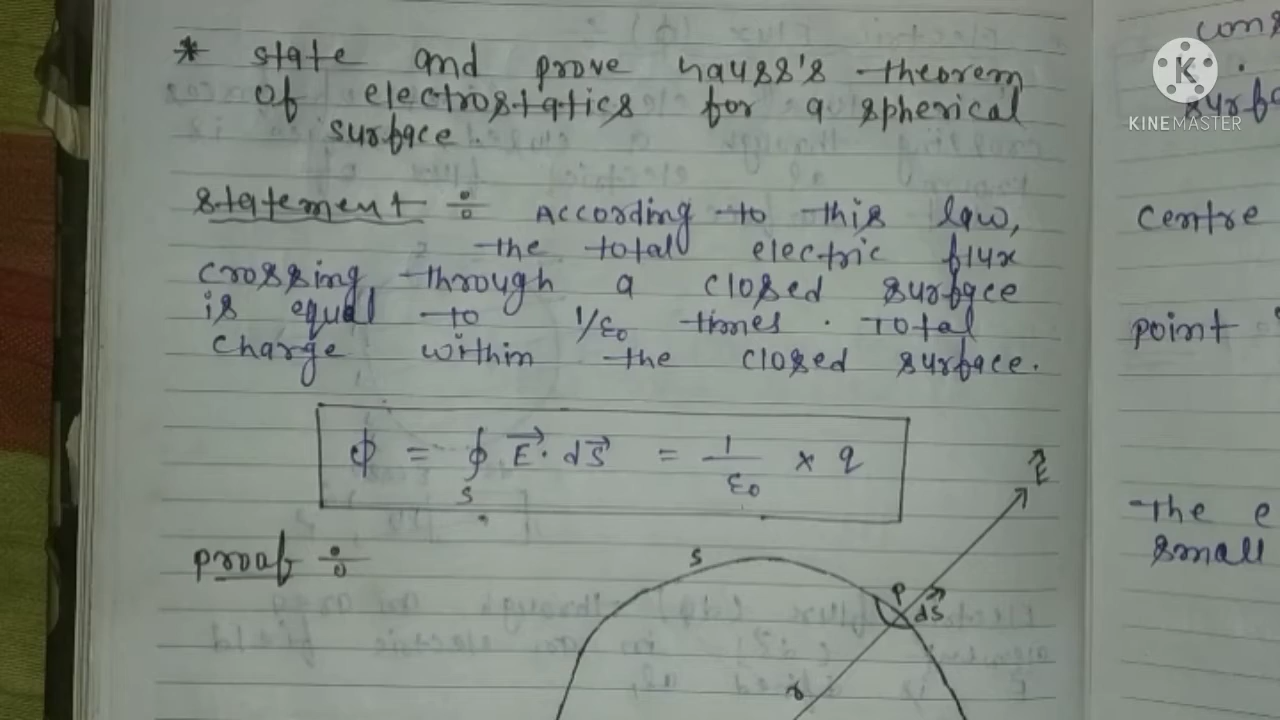 * state and prove Gauss's theorem
of electrostatics for a spherical
surface.
statement ÷ According to this law,
the total electric flux
crossing through a closed surface
is equal to 1/ε₀ times. Total
charge within the closed surface.
ϕ = ∮ₛ E⃗ · dS⃗ = 1/ε₀ × q
E⃗
proof ÷
S
P
dS⃗
r
cons
surfa
centre
point
the e
small
K
KINEMASTER